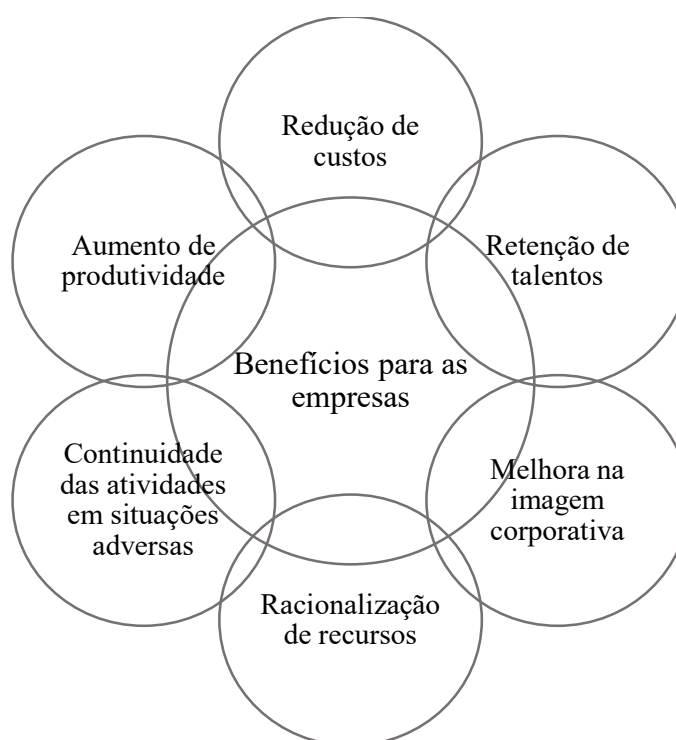 Redução de
custos
Aumento de
produtividade
Retenção de
talentos
Benefícios para as
empresas
Continuidade
das atividades
em situações
adversas
Melhora na
imagem
corporativa
Racionalização
de recursos